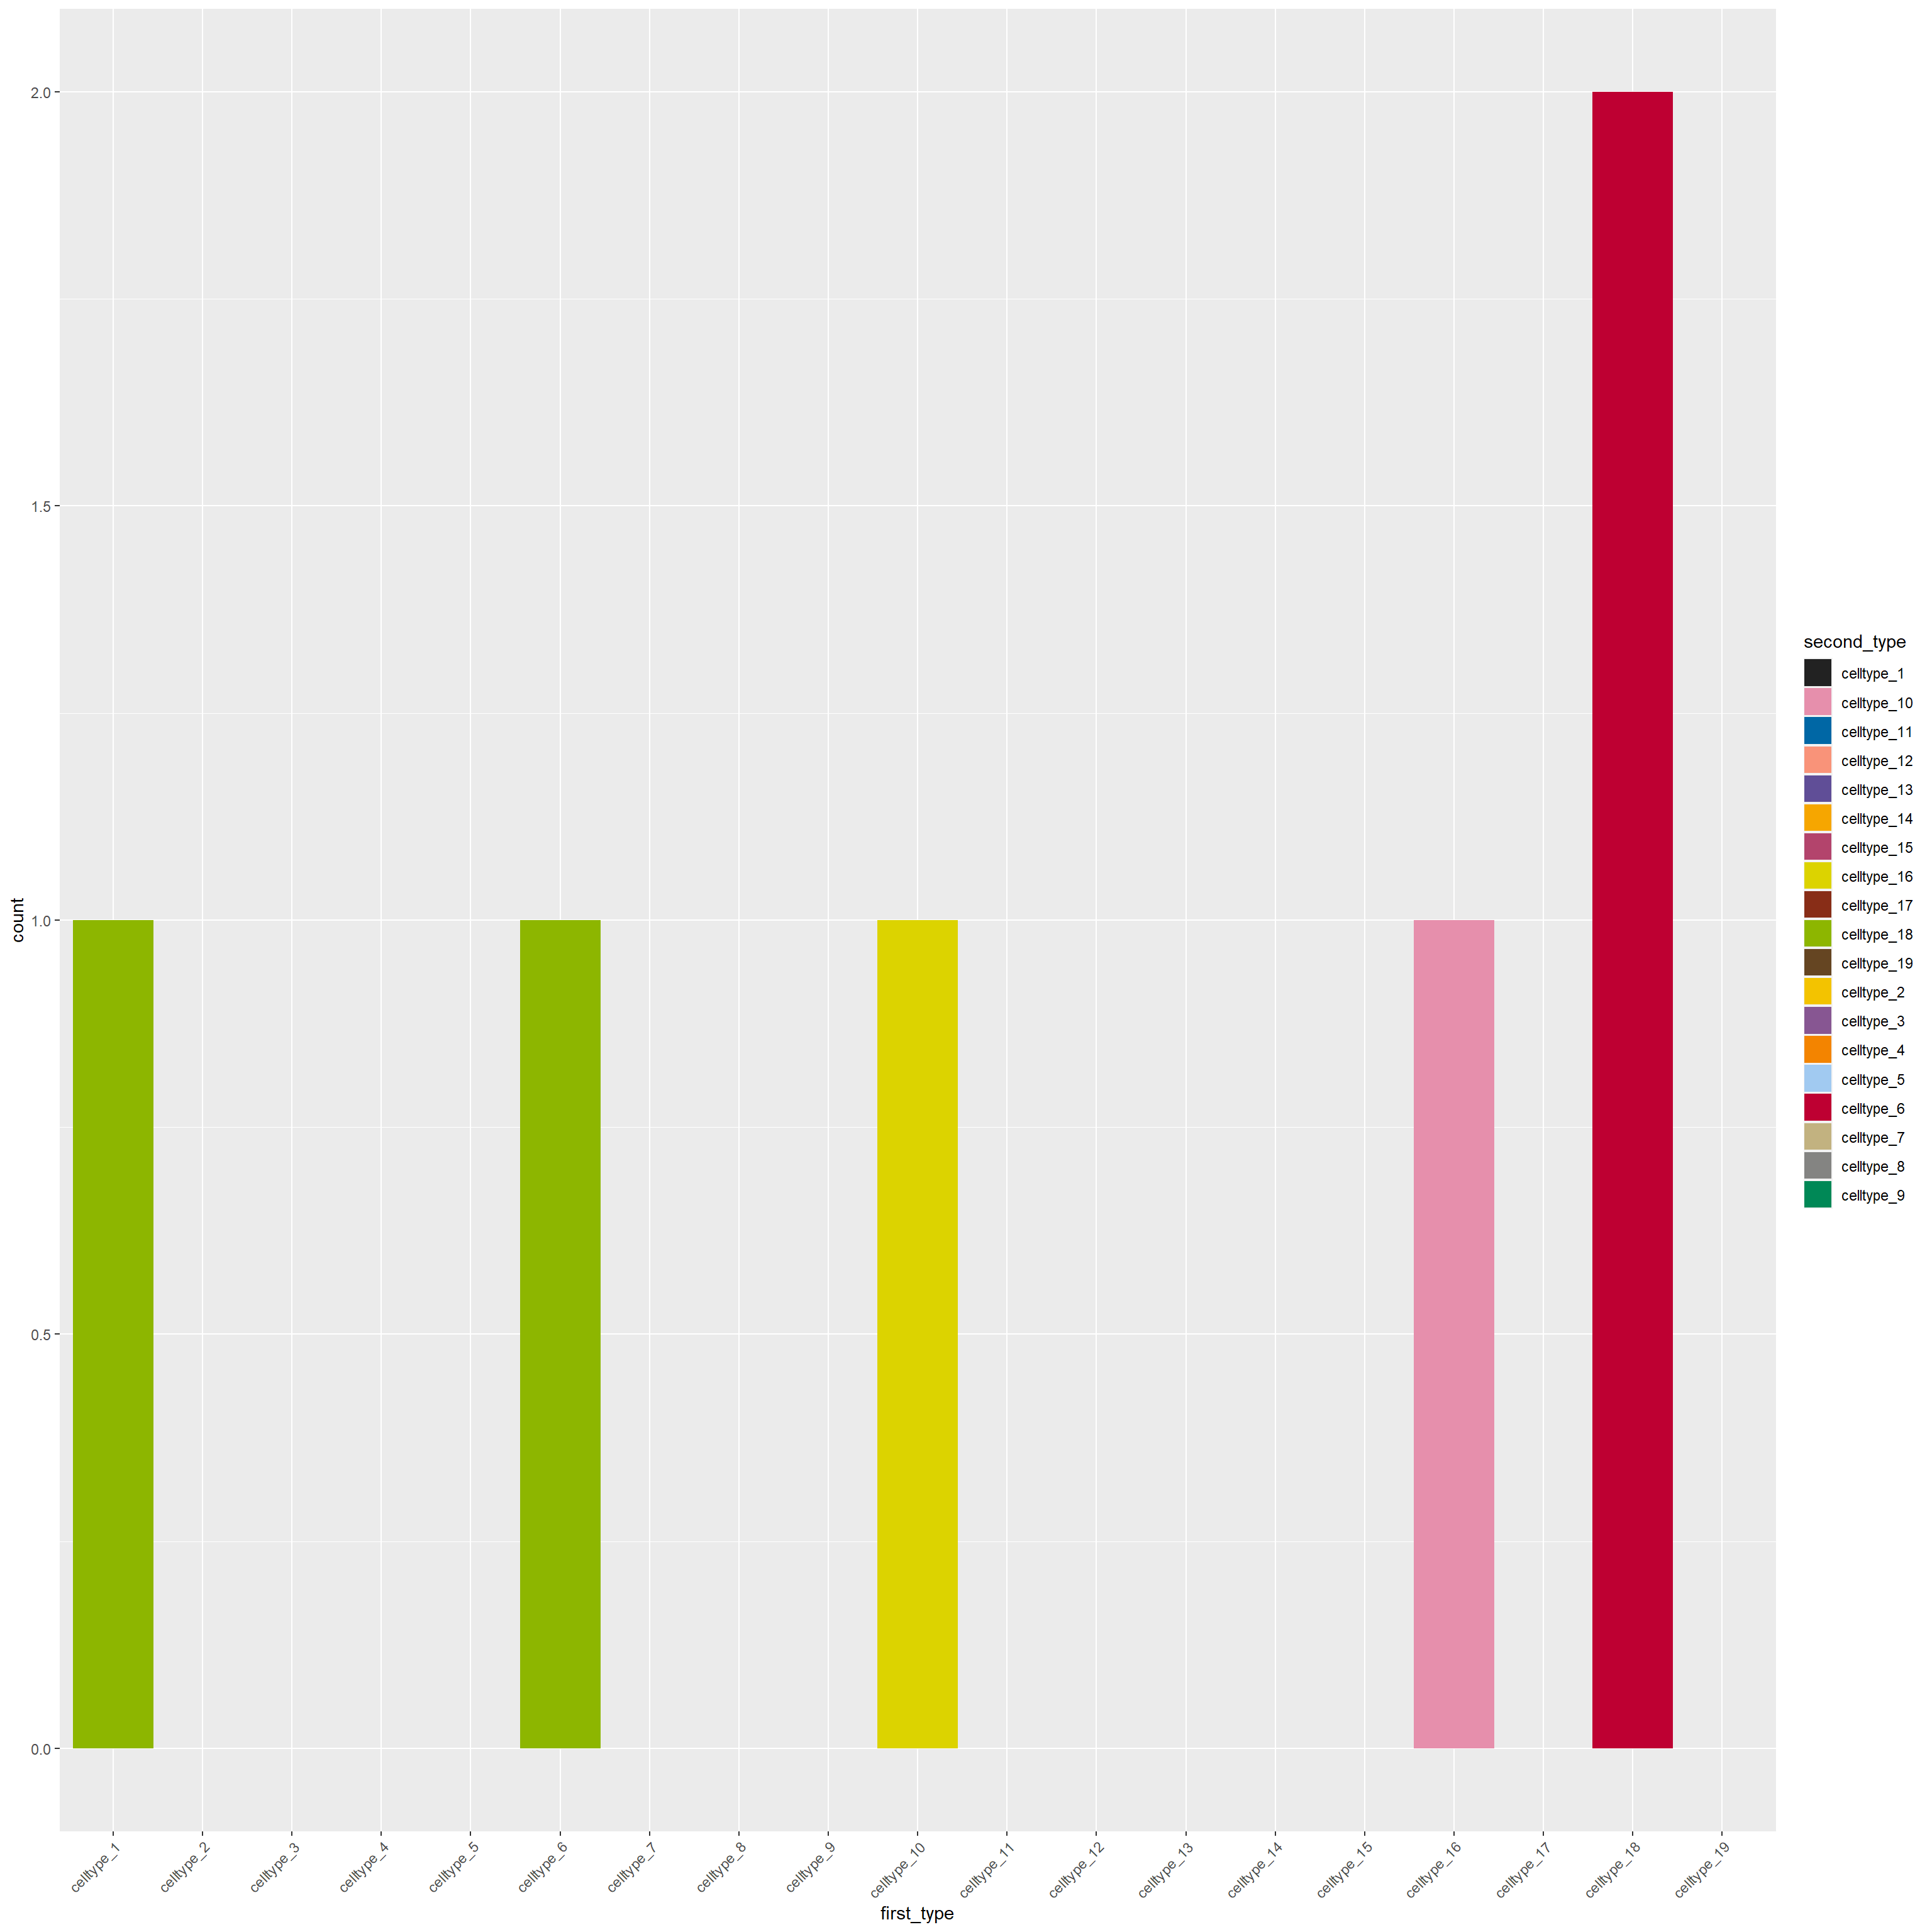 2.0
1.5
1.0
0.5
0.0
count
celltype_1
celltype_2
celltype_3
celltype_4
celltype_5
celltype_6
celltype_7
celltype_8
celltype_9
celltype_10
celltype_11
celltype_12
celltype_13
celltype_14
celltype_15
celltype_16
celltype_17
celltype_18
celltype_19
first_type
second_type
celltype_1
celltype_10
celltype_11
celltype_12
celltype_13
celltype_14
celltype_15
celltype_16
celltype_17
celltype_18
celltype_19
celltype_2
celltype_3
celltype_4
celltype_5
celltype_6
celltype_7
celltype_8
celltype_9